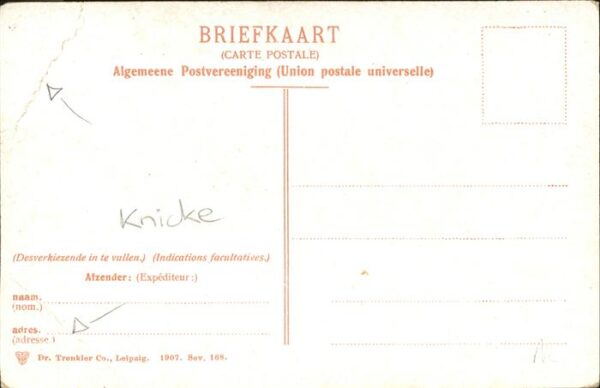 BRIEFKAART
(CARTE POSTALE)
Algemeene Postvereeniging (Union postale universelle)
Knicke
(Desverkiezende in te vullen.) (Indications facultatives.)
Afzender: (Expéditeur:)
naam.
(nom.)
adres.
(adresse)
Dr. Trenkler Co., Leipzig. 1907. Sov. 168.